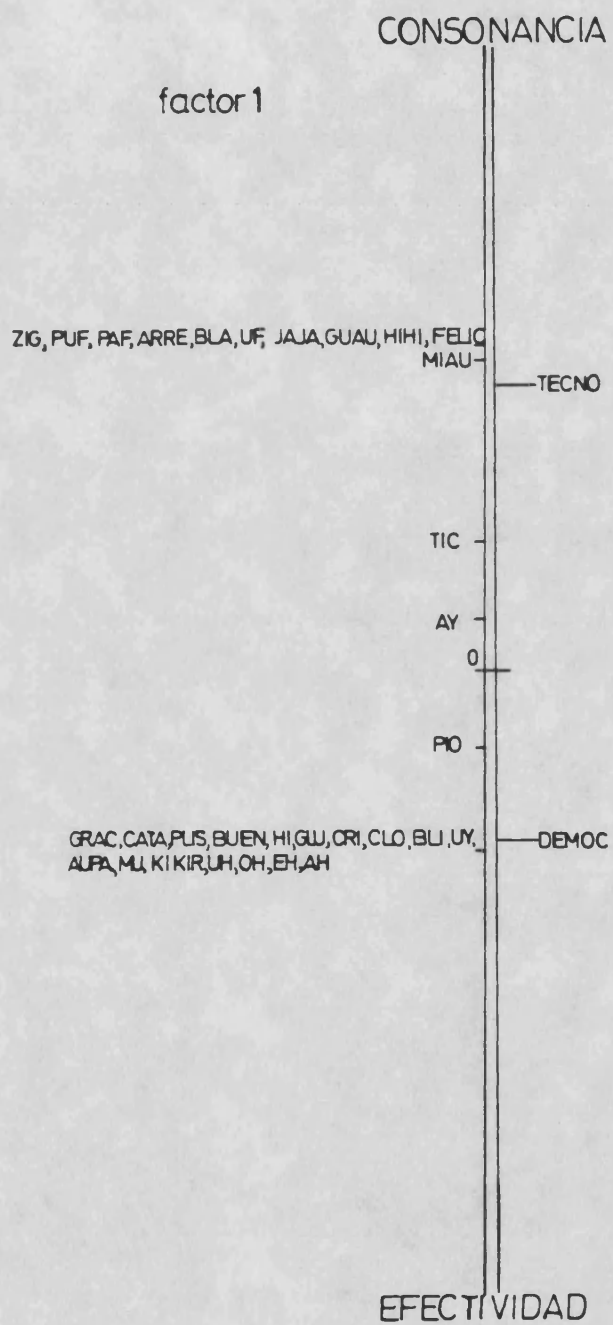 CONSONANCIA
factor 1
ZIG, PUF, PAF, ARRE, BLA, UF, JAJA, GUAU, HIHI, FELIC
MIAU
TECNO
TIC
AY
0
PIO
GRAC, CATA, PLIS, BUEN, HI, GLU, CRI, CLO, BLI, UY,
DEMOC
AUPA, MU, KIKIR, UH, OH, EH, AH
EFECTIVIDAD